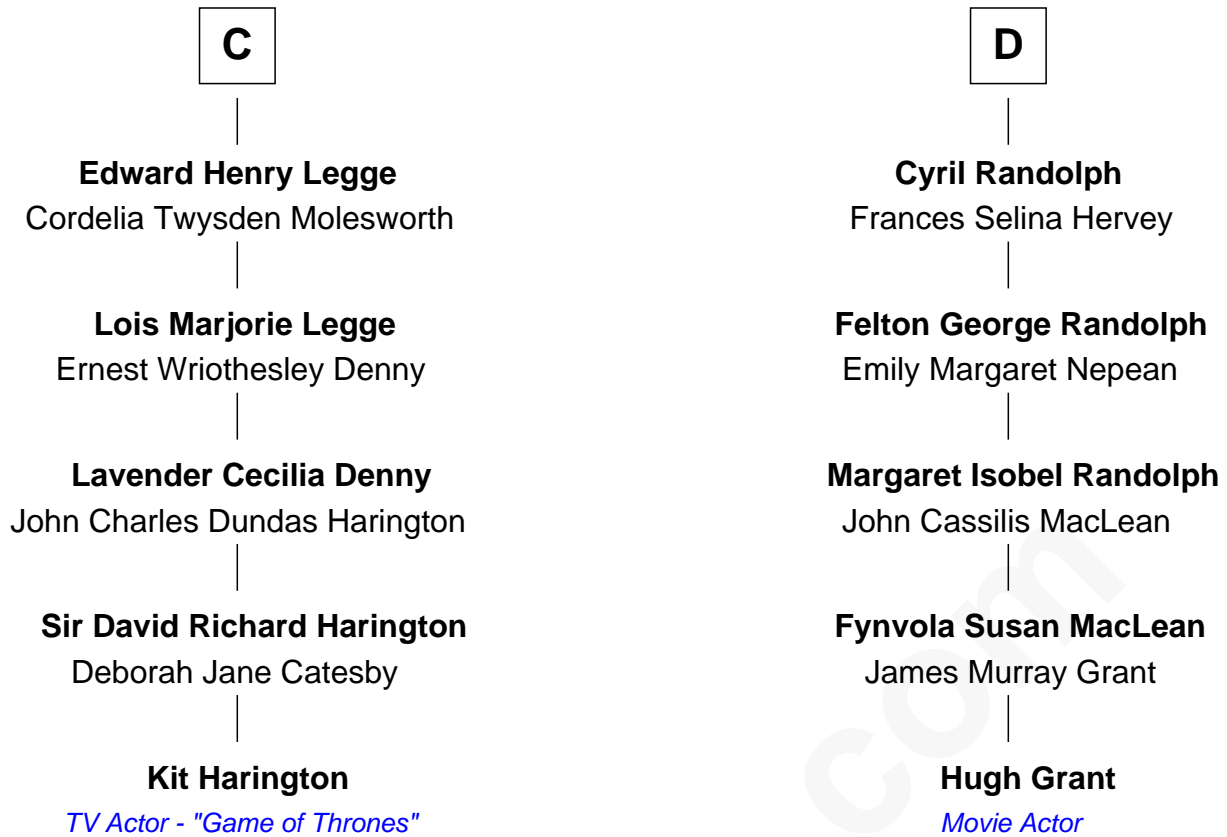 C
Edward Henry Legge
Cordelia Twysden Molesworth
Lois Marjorie Legge
Ernest Wriothesley Denny
Lavender Cecilia Denny
John Charles Dundas Harington
Sir David Richard Harington
Deborah Jane Catesby
Kit Harington
TV Actor - "Game of Thrones"
D
Cyril Randolph
Frances Selina Hervey
Felton George Randolph
Emily Margaret Nepean
Margaret Isobel Randolph
John Cassilis MacLean
Fynvola Susan MacLean
James Murray Grant
Hugh Grant
Movie Actor
com